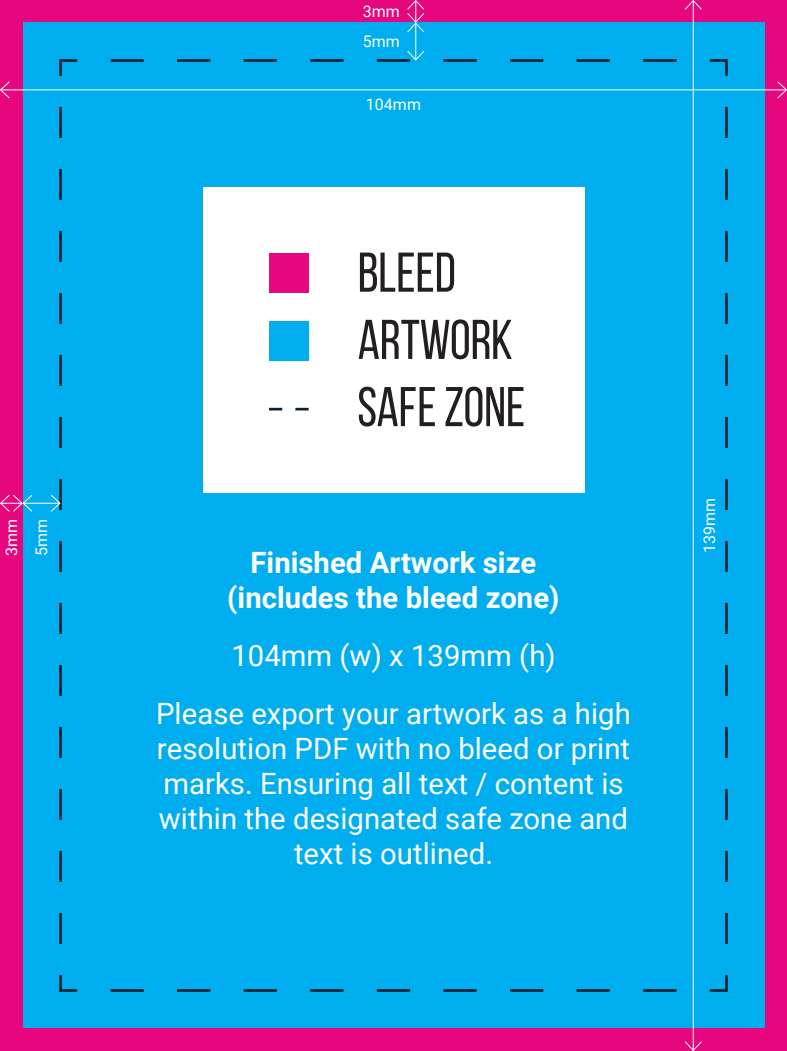 3mm
5mm
104mm
BLEED
ARTWORK
SAFE ZONE
3mm
5mm
139mm
Finished Artwork size
(includes the bleed zone)
104mm (w) x 139mm (h)
Please export your artwork as a high
resolution PDF with no bleed or print
marks. Ensuring all text / content is
within the designated safe zone and
text is outlined.